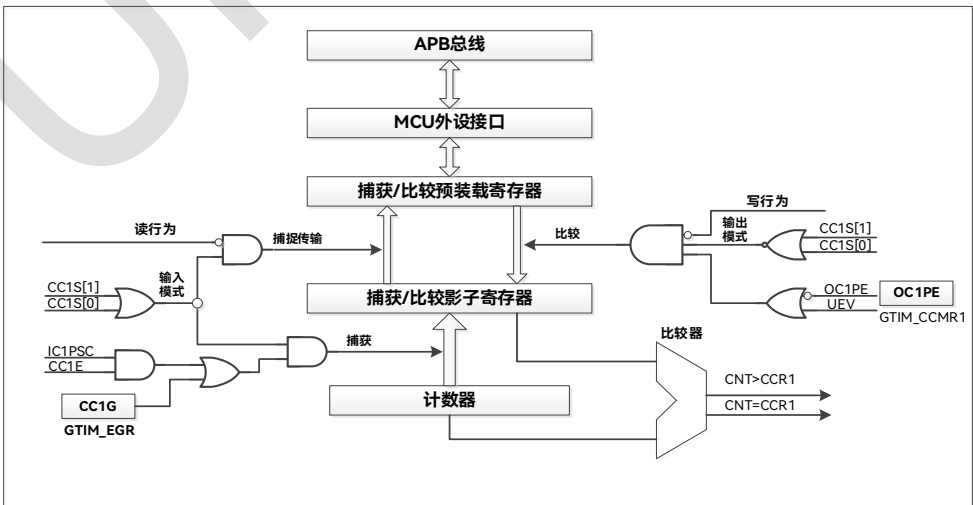 APB总线
MCU外设接口
捕获/比较预装载寄存器
写行为
读行为
捕捉传输
比较
输出
模式
CC1S[1]
CC1S[0]
输入
模式
CC1S[1]
CC1S[0]
捕获/比较影子寄存器
OC1PE
OC1PE
UEV
GTIM_CCMR1
比较器
捕获
IC1PSC
CC1E
CNT>CCR1
计数器
CNT=CCR1
CC1G
GTIM_EGR